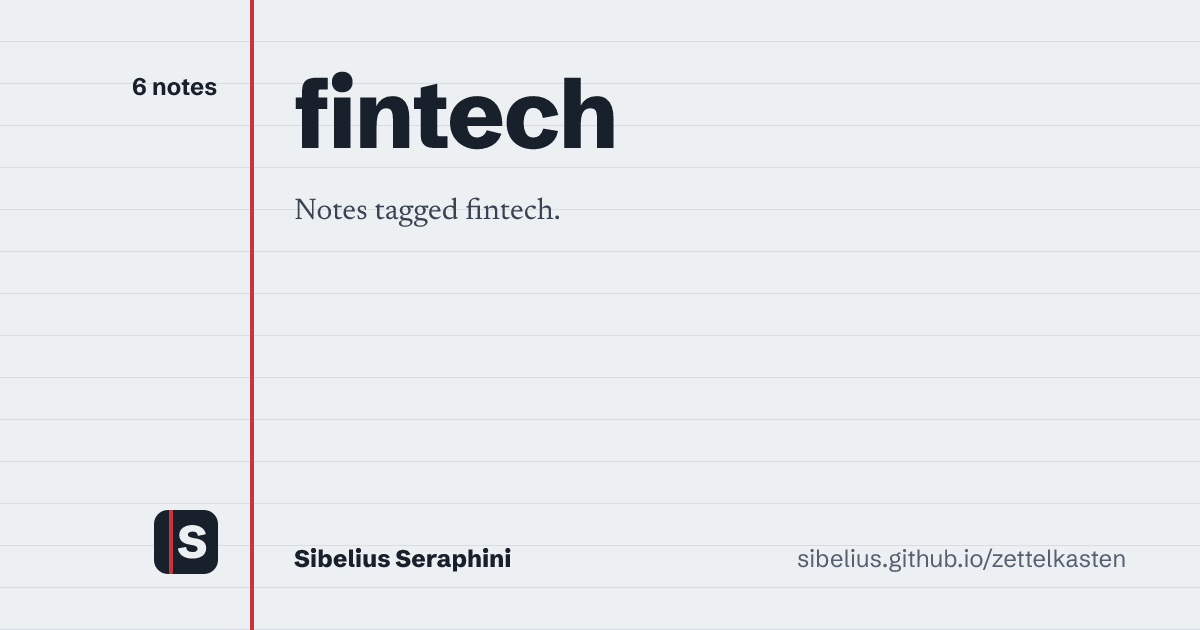 6 notes
fintech
Notes tagged fintech.
S
Sibelius Seraphini
sibelius.github.io/zettelkasten